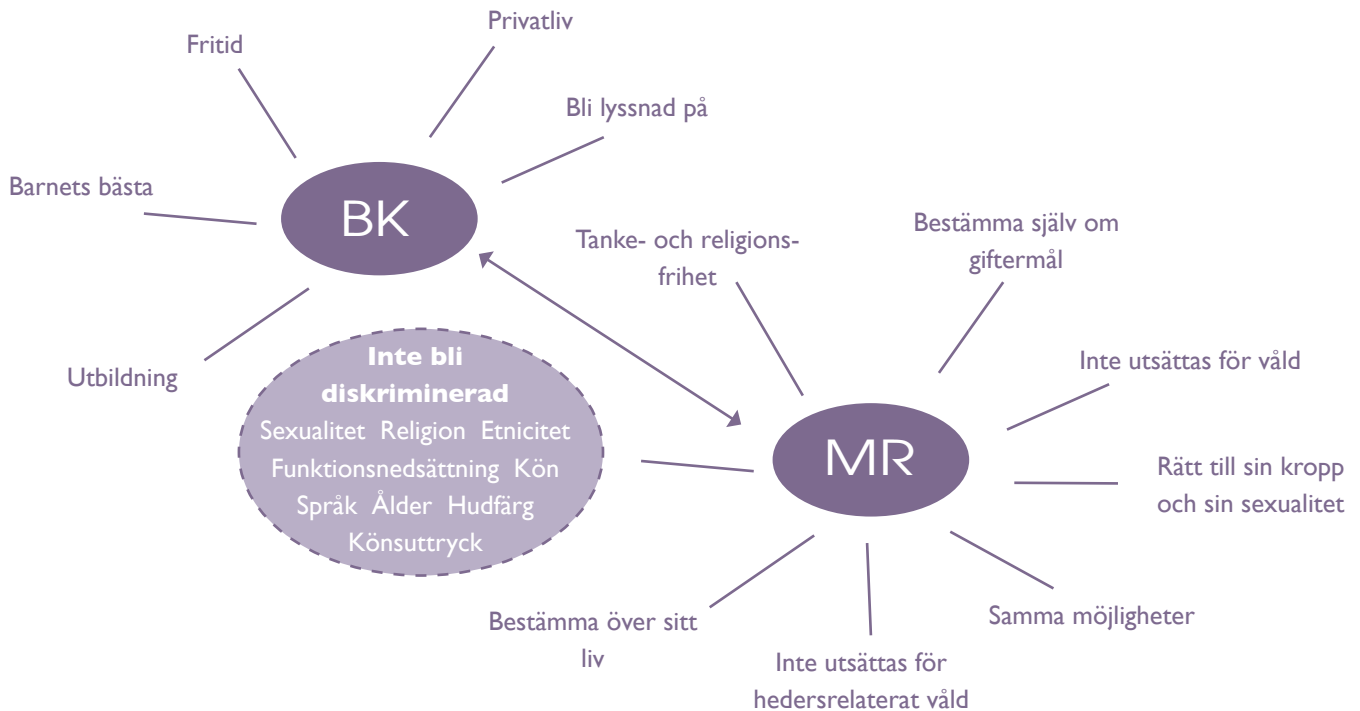 Privatliv
Fritid
Bli lyssnad på
Barnets bästa
BK
Utbildning
Tanke- och religions-
frihet
Bestämma själv om
giftermål
Inte utsättas för våld
Inte bli
diskriminerad
Sexualitet Religion Etnicitet
Funktionsnedsättning Kön
Språk Ålder Hudfärg
Könsuttryck
MR
Rätt till sin kropp
och sin sexualitet
Samma möjligheter
Bestämma över sitt
liv
Inte utsättas för
hedersrelaterat våld